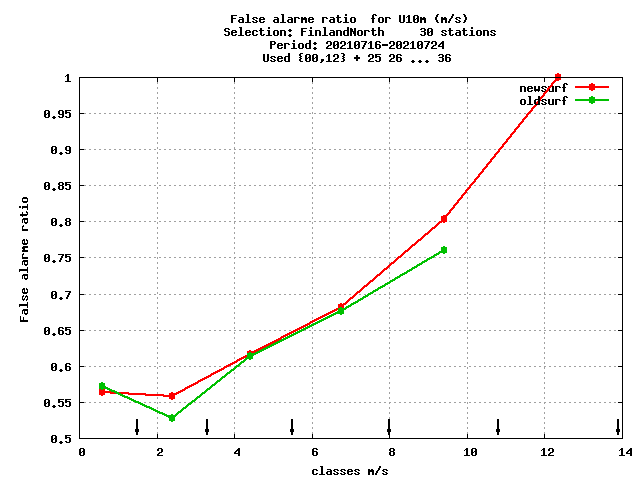 False alarme ratio  for U10m (m/s)
Selection: FinlandNorth     30 stations
Period: 20210716-20210724
Used {00,12} + 25 26 ... 36
newsurf
oldsurf
1
0.95
0.9
0.85
0.8
0.75
0.7
0.65
0.6
0.55
0.5
False alarme ratio
0 2 4 6 8 10 12 14
classes m/s